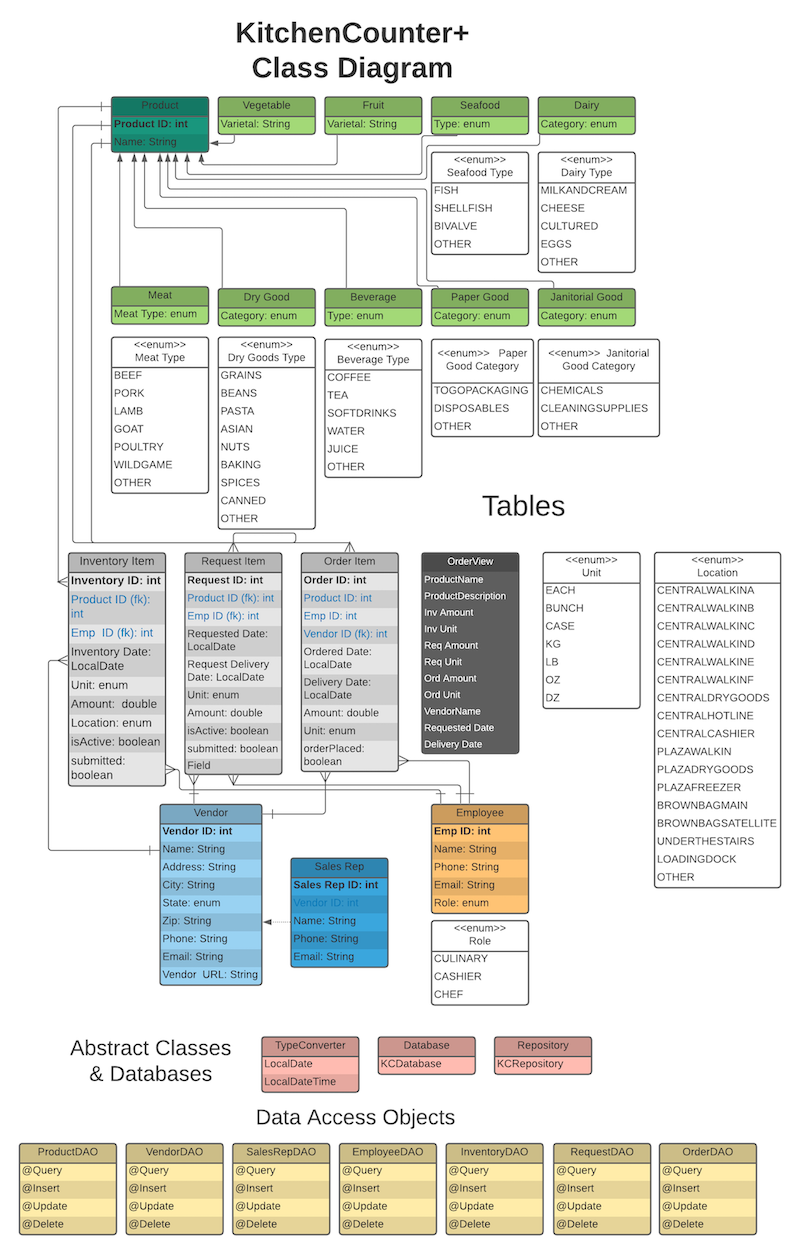 KitchenCounter+
Class Diagram
Product
Product ID: int
Name: String
Vegetable
Varietal: String
Fruit
Varietal: String
Seafood
Type: enum
Dairy
Category: enum
<<enum>>
Seafood Type
FISH
SHELLFISH
BIVALVE
OTHER
<<enum>>
Dairy Type
MILKANDCREAM
CHEESE
CULTURED
EGGS
OTHER
Meat
Meat Type: enum
Dry Good
Category: enum
Beverage
Type: enum
Paper Good
Category: enum
Janitorial Good
Category: enum
<<enum>>
Meat Type
BEEF
PORK
LAMB
GOAT
POULTRY
WILDGAME
OTHER
<<enum>>
Dry Goods Type
GRAINS
BEANS
PASTA
ASIAN
NUTS
BAKING
SPICES
CANNED
OTHER
<<enum>>
Beverage Type
COFFEE
TEA
SOFTDRINKS
WATER
JUICE
OTHER
<<enum>> Paper
Good Category
TOGOPACKAGING
DISPOSABLES
OTHER
<<enum>> Janitorial
Good Category
CHEMICALS
CLEANINGSUPPLIES
OTHER
Tables
Inventory Item
Inventory ID: int
Product ID (fk):
int
Emp ID (fk): int
Inventory Date:
LocalDate
Unit: enum
Amount: double
Location: enum
isActive: boolean
submitted:
boolean
Request Item
Request ID: int
Product ID (fk): int
Emp ID (fk): int
Requested Date:
LocalDate
Request Delivery
Date: LocalDate
Unit: enum
Amount: double
isActive: boolean
submitted: boolean
Field
Order Item
Order ID: int
Product ID: int
Emp ID: int
Vendor ID (fk): int
Ordered Date:
LocalDate
Delivery Date:
LocalDate
Amount: double
Unit: enum
orderPlaced:
boolean
OrderView
ProductName
ProductDescription
Inv Amount
Inv Unit
Req Amount
Req Unit
Ord Amount
Ord Unit
VendorName
Requested Date
Delivery Date
<<enum>>
Unit
EACH
BUNCH
CASE
KG
LB
OZ
DZ
<<enum>>
Location
CENTRALWALKINA
CENTRALWALKINB
CENTRALWALKINC
CENTRALWALKIND
CENTRALWALKINE
CENTRALWALKINF
CENTRALDRYGOODS
CENTRALHOTLINE
CENTRALCASHIER
PLAZAWALKIN
PLAZADRYGOODS
PLAZAFREEZER
BROWNBAGMAIN
BROWNBAGSATELLITE
UNDERTHESTAIRS
LOADINGDOCK
OTHER
Vendor
Vendor ID: int
Name: String
Address: String
City: String
State: enum
Zip: String
Phone: String
Email: String
Vendor URL: String
Sales Rep
Sales Rep ID: int
Vendor ID: int
Name: String
Phone: String
Email: String
Employee
Emp ID: int
Name: String
Phone: String
Email: String
Role: enum
<<enum>>
Role
CULINARY
CASHIER
CHEF
Abstract Classes
& Databases
TypeConverter
LocalDate
LocalDateTime
Database
KCDatabase
Repository
KCRepository
Data Access Objects
ProductDAO
@Query
@Insert
@Update
@Delete
VendorDAO
@Query
@Insert
@Update
@Delete
SalesRepDAO
@Query
@Insert
@Update
@Delete
EmployeeDAO
@Query
@Insert
@Update
@Delete
InventoryDAO
@Query
@Insert
@Update
@Delete
RequestDAO
@Query
@Insert
@Update
@Delete
OrderDAO
@Query
@Insert
@Update
@Delete